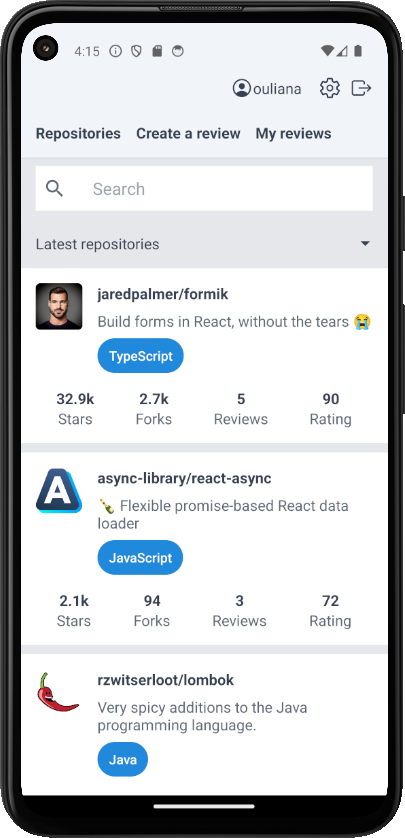 4:15
ouliana
Repositories Create a review My reviews
Search
Latest repositories
jaredpalmer/formik
Build forms in React, without the tears 😭
TypeScript
32.9k 2.7k 5 90
Stars Forks Reviews Rating
A
async-library/react-async
🍾 Flexible promise-based React data
loader
JavaScript
2.1k 94 3 72
Stars Forks Reviews Rating
rzwitserloot/lombok
Very spicy additions to the Java
programming language.
Java